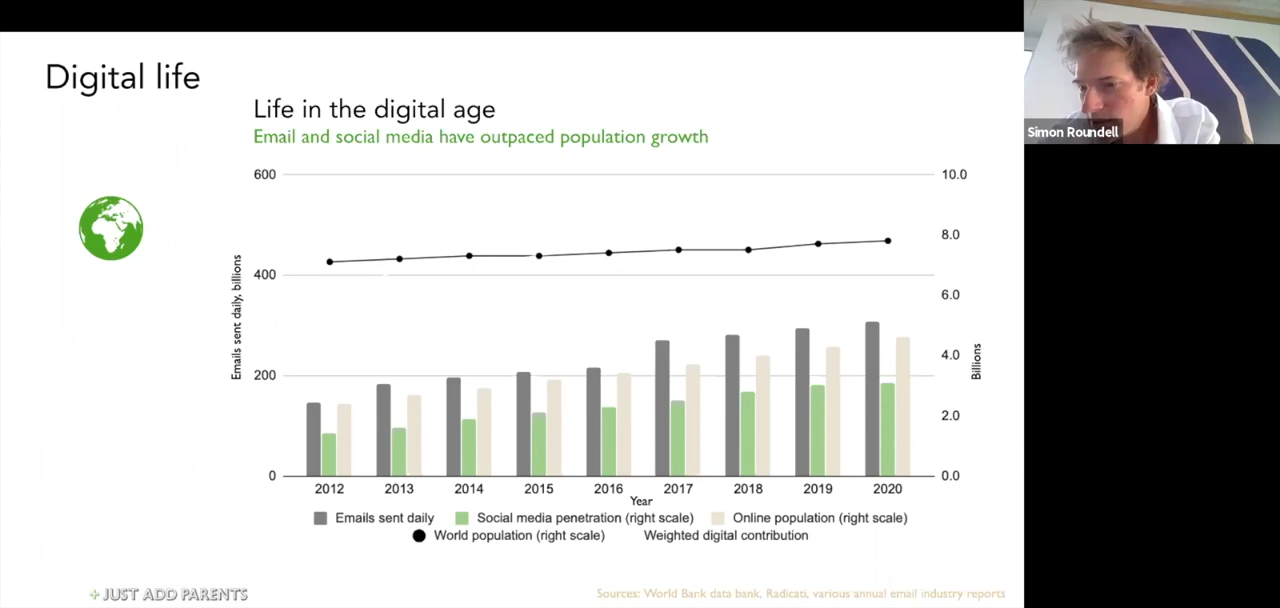 Digital life
Life in the digital age
Email and social media have outpaced population growth
600
400
200
0
Emails sent daily, billions
10.0
8.0
6.0
4.0
2.0
0.0
Billions
2012 2013 2014 2015 2016 2017 2018 2019 2020
Year
Emails sent daily Social media penetration (right scale) Online population (right scale)
World population (right scale) Weighted digital contribution
+JUST ADD PARENTS
Sources: World Bank data bank, Radicati, various annual email industry reports
Simon Roundell